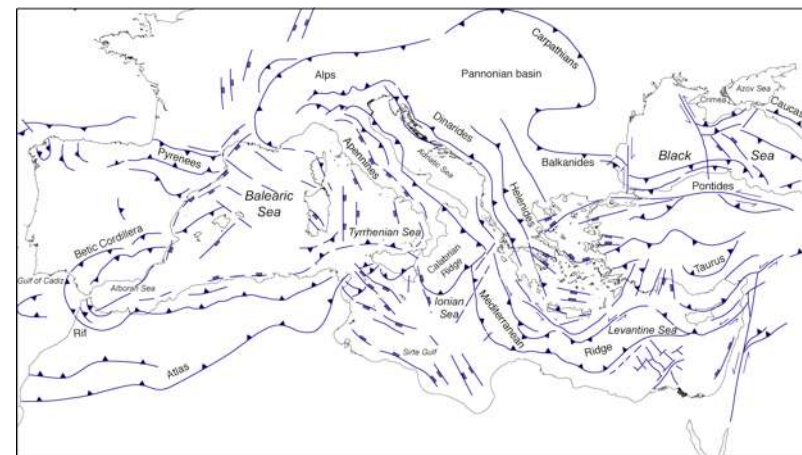 Carpathians
Alps
Pannonian basin
Azov Sea
Crimea
Caucasus
Dinarides
Adriatic Sea
Pyrenees
Apennines
Balkanides
Black Sea
Balearic
Sea
Helenides
Pontides
Betic Cordillera
Tyrrhenian Sea
Taurus
Gulf of Cadiz
Alboran Sea
Calabrian
Ridge
Ionian
Sea
Mediterranean
Ridge
Levantine Sea
Rif
Sirte Gulf
Atlas